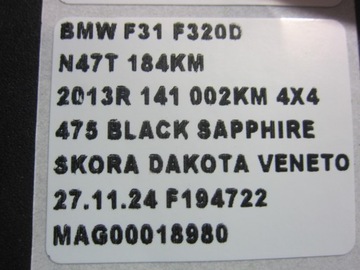 BMW F31 F320D
N47T 184KM
2013R 141 002KM 4X4
475 BLACK SAPPHIRE
SKORA DAKOTA VENETO
27.11.24 F194722
MAG00018980